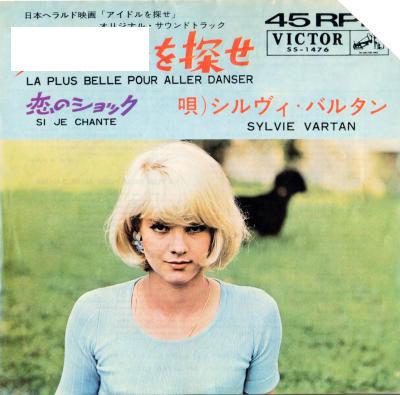 日本ヘラルド映画「アイドルを探せ」
オリジナル・サウンドトラック
45 RP
VICTOR
SS-1476
を探せ
LA PLUS BELLE POUR ALLER DANSER
恋のショック
SI JE CHANTE
唄)シルヴィ・バルタン
SYLVIE VARTAN